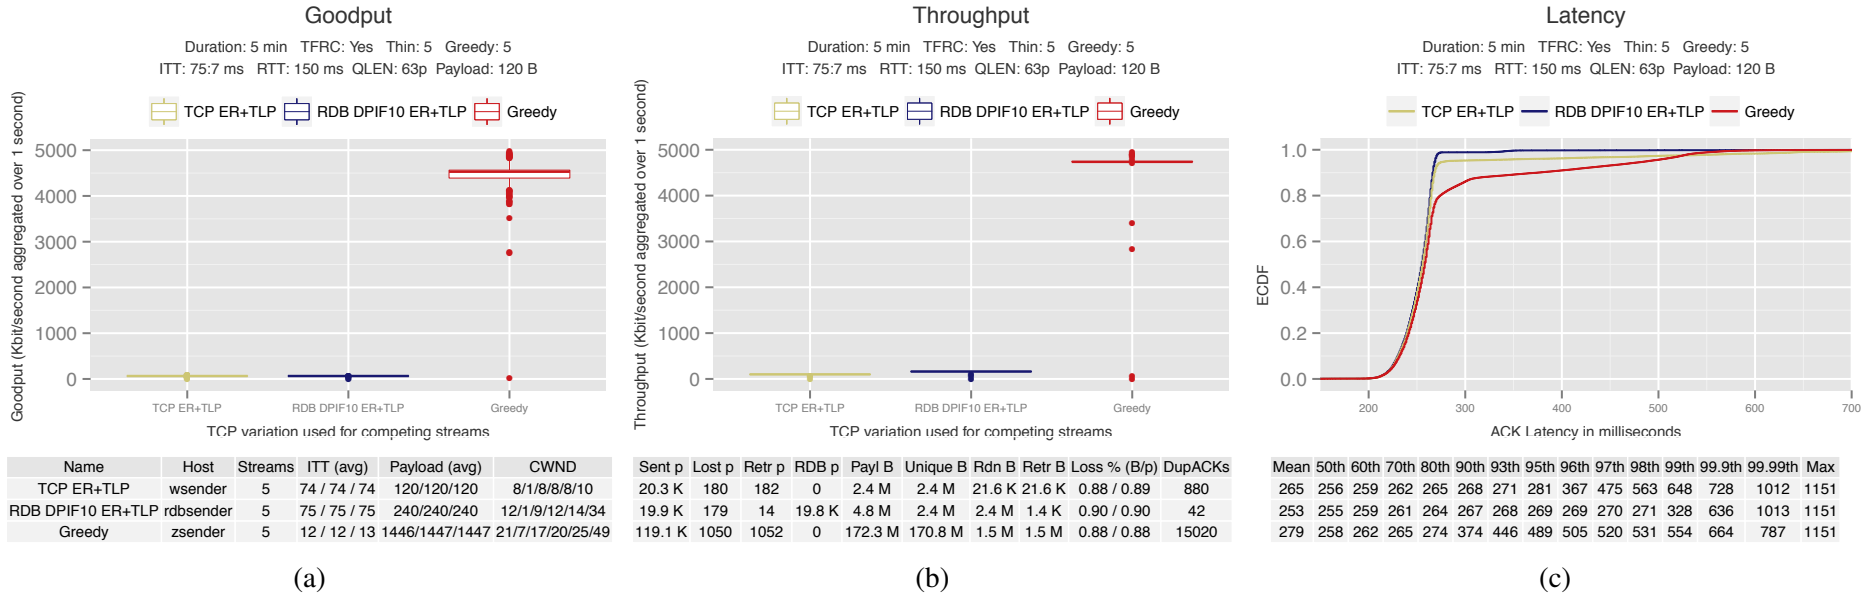 Goodput
Duration: 5 min TFRC: Yes Thin: 5 Greedy: 5
ITT: 75:7 ms RTT: 150 ms QLEN: 63p Payload: 120 B
TCP ER+TLP RDB DPIF10 ER+TLP Greedy
Goodput (Kbit/second aggregated over 1 second)
5000
4000
3000
2000
1000
0
TCP ER+TLP RDB DPIF10 ER+TLP Greedy
TCP variation used for competing streams
Name Host Streams ITT (avg) Payload (avg) CWND
TCP ER+TLP wsender 5 74 / 74 / 74 120/120/120 8/1/8/8/8/10
RDB DPIF10 ER+TLP rdbsender 5 75 / 75 / 75 240/240/240 12/1/9/12/14/34
Greedy zsender 5 12 / 12 / 13 1446/1447/1447 21/7/17/20/25/49
(a)
Throughput
Duration: 5 min TFRC: Yes Thin: 5 Greedy: 5
ITT: 75:7 ms RTT: 150 ms QLEN: 63p Payload: 120 B
TCP ER+TLP RDB DPIF10 ER+TLP Greedy
Throughput (Kbit/second aggregated over 1 second)
5000
4000
3000
2000
1000
0
TCP ER+TLP RDB DPIF10 ER+TLP Greedy
TCP variation used for competing streams
Sent p Lost p Retr p RDB p Payl B Unique B Rdn B Retr B Loss % (B/p) DupACKs
20.3 K 180 182 0 2.4 M 2.4 M 21.6 K 21.6 K 0.88 / 0.89 880
19.9 K 179 14 19.8 K 4.8 M 2.4 M 2.4 M 1.4 K 0.90 / 0.90 42
119.1 K 1050 1052 0 172.3 M 170.8 M 1.5 M 1.5 M 0.88 / 0.88 15020
(b)
Latency
Duration: 5 min TFRC: Yes Thin: 5 Greedy: 5
ITT: 75:7 ms RTT: 150 ms QLEN: 63p Payload: 120 B
TCP ER+TLP RDB DPIF10 ER+TLP Greedy
ECDF
1.0
0.8
0.6
0.4
0.2
0.0
200 300 400 500 600 700
ACK Latency in milliseconds
Mean 50th 60th 70th 80th 90th 93th 95th 96th 97th 98th 99th 99.9th 99.99th Max
265 256 259 262 265 268 271 281 367 475 563 648 728 1012 1151
253 255 259 261 264 267 268 269 269 270 271 328 636 1013 1151
279 258 262 265 274 374 446 489 505 520 531 554 664 787 1151
(c)